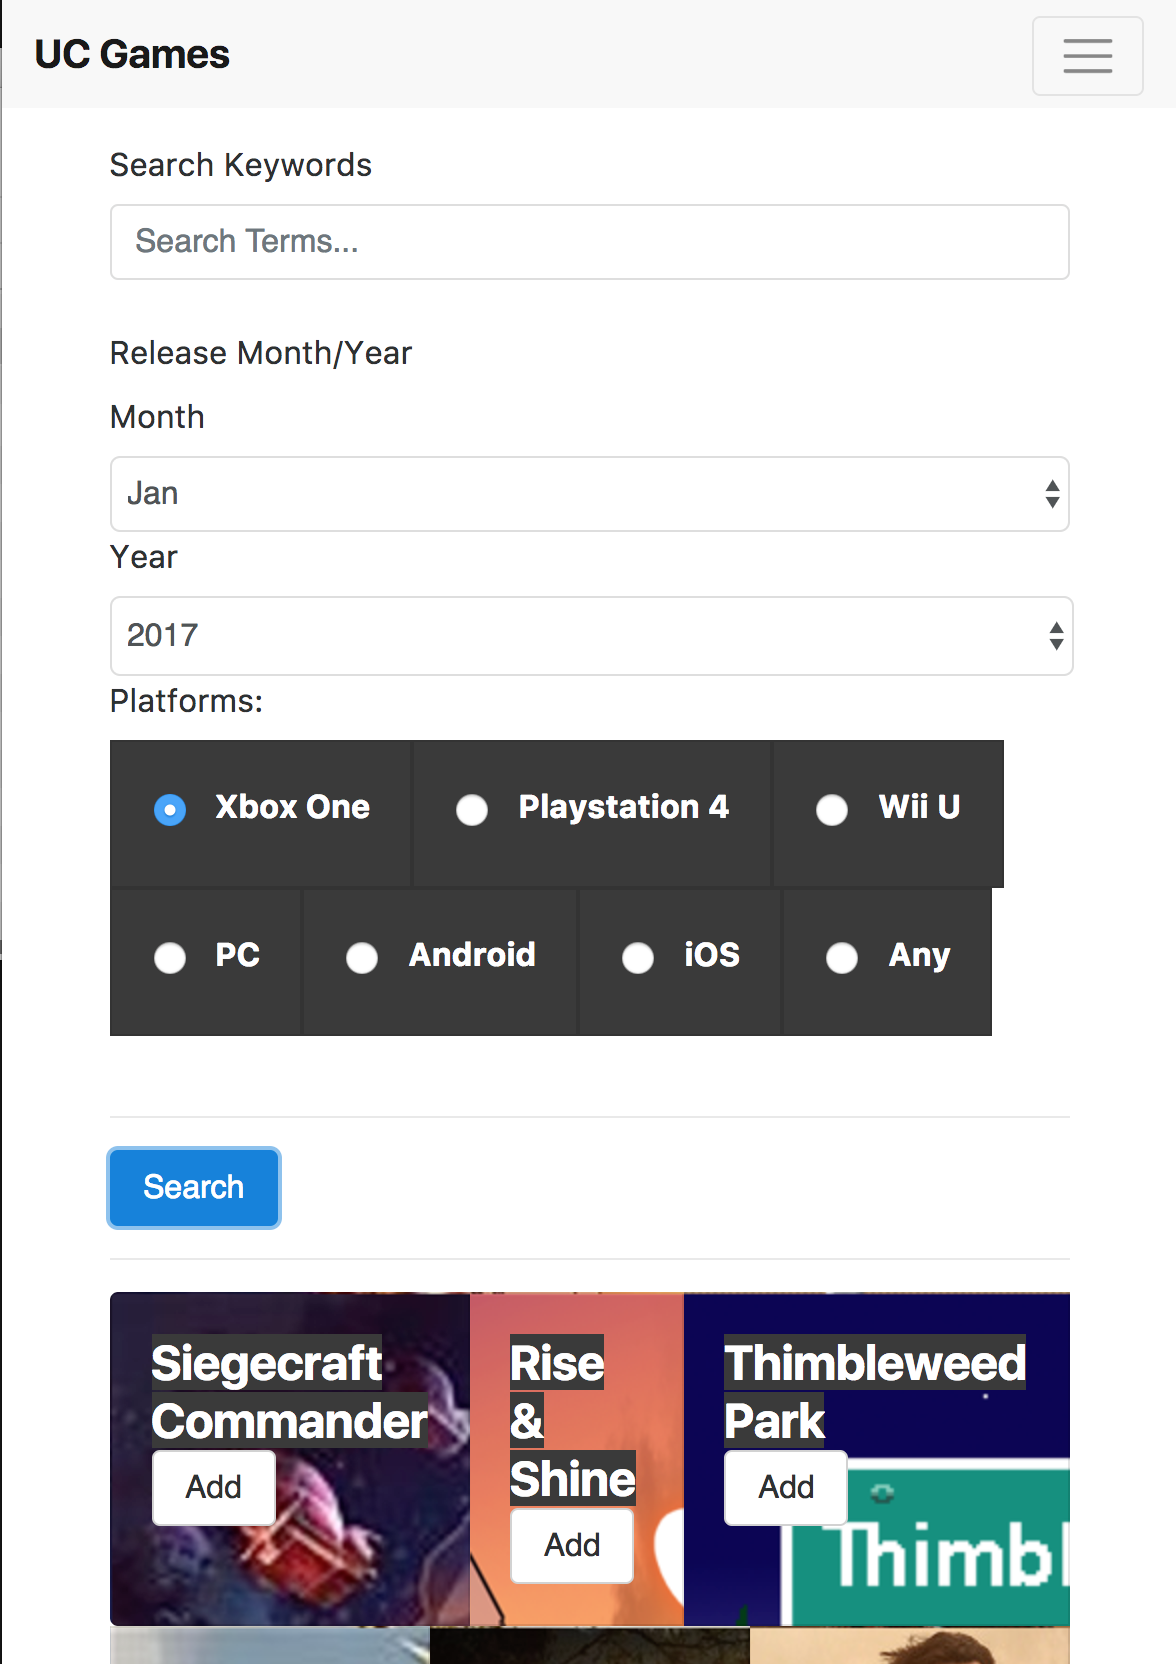 UC Games
Search Keywords
Search Terms...
Release Month/Year
Month
Jan
Year
2017
Platforms:
Xbox One
Playstation 4
Wii U
PC
Android
iOS
Any
Search
Siegecraft
Commander
Add
Rise
&
Shine
Add
Thimbleweed
Park
Add